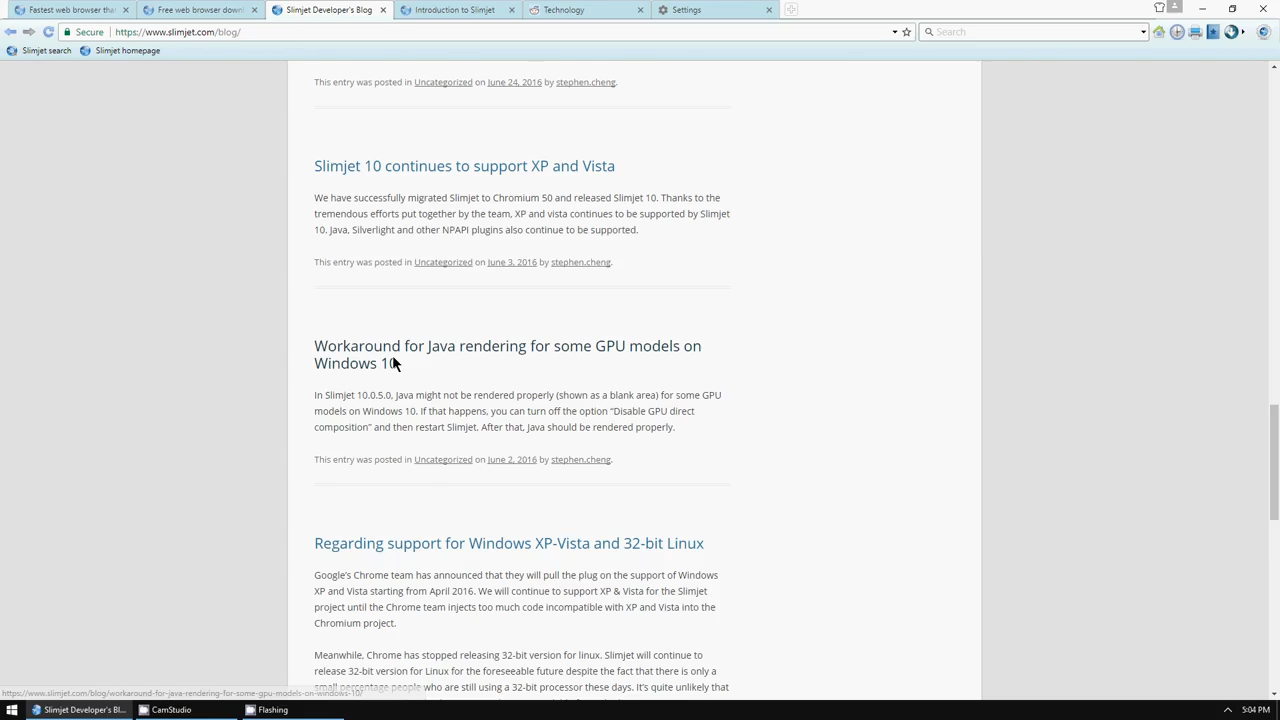 Fastest web browser tha
Free web browser down
Slimjet Developer's Blog
Introduction to Slimjet
Technology
Settings
Secure
https://www.slimjet.com/blog/
Search
Slimjet search
Slimjet homepage
This entry was posted in Uncategorized on June 24, 2016 by stephen.cheng.
Slimjet 10 continues to support XP and Vista
We have successfully migrated Slimjet to Chromium 50 and released Slimjet 10. Thanks to the
tremendous efforts put together by the team, XP and vista continues to be supported by Slimjet
10. Java, Silverlight and other NPAPI plugins also continue to be supported.
This entry was posted in Uncategorized on June 3, 2016 by stephen.cheng.
Workaround for Java rendering for some GPU models on
Windows 10
In Slimjet 10.0.5.0, Java might not be rendered properly (shown as a blank area) for some GPU
models on Windows 10. If that happens, you can turn off the option “Disable GPU direct
composition” and then restart Slimjet. After that, Java should be rendered properly.
This entry was posted in Uncategorized on June 2, 2016 by stephen.cheng.
Regarding support for Windows XP-Vista and 32-bit Linux
Google’s Chrome team has announced that they will pull the plug on the support of Windows
XP and Vista starting from April 2016. We will continue to support XP & Vista for the Slimjet
project until the Chrome team injects too much code incompatible with XP and Vista into the
Chromium project.
Meanwhile, Chrome has stopped releasing 32-bit version for linux. Slimjet will continue to
release 32-bit version for Linux for the foreseeable future despite the fact that there is only a
small percentage people who are still using a 32-bit processor these days. It’s quite unlikely that
https://www.slimjet.com/blog/workaround-for-java-rendering-for-some-gpu-models-on-windows-10/
Slimjet Developer's Bl...
CamStudio
Flashing
5:04 PM